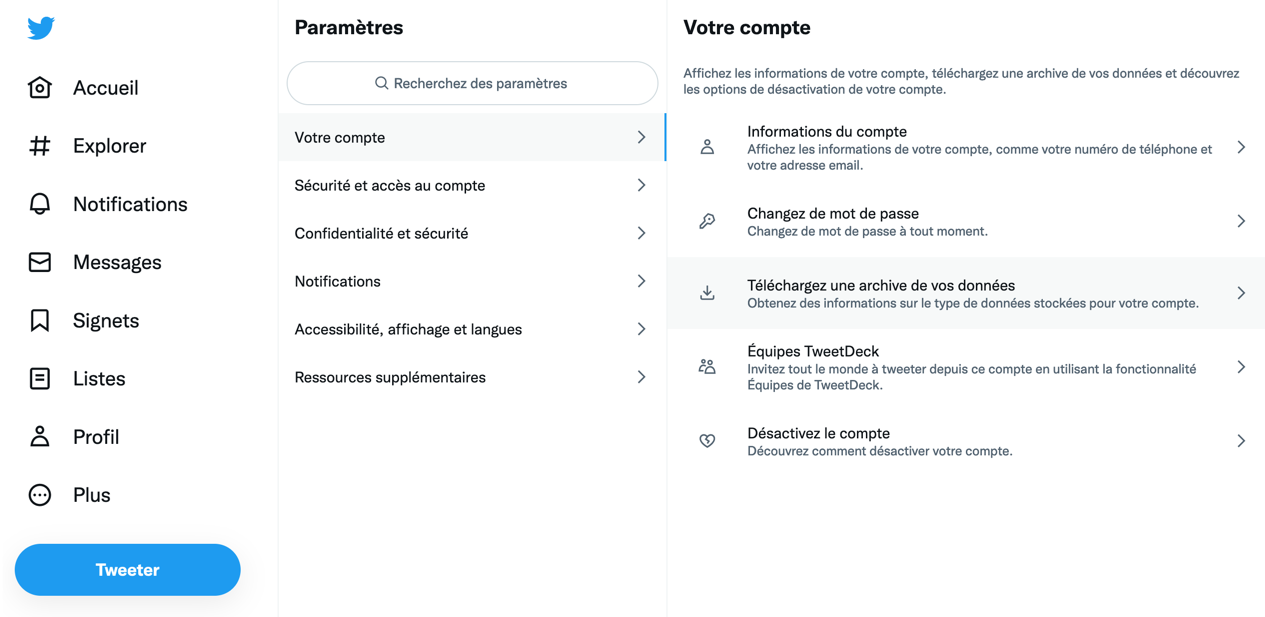 Accueil
Explorer
Notifications
Messages
Signets
Listes
Profil
Plus
Tweeter
Paramètres
Recherchez des paramètres
Votre compte
Sécurité et accès au compte
Confidentialité et sécurité
Notifications
Accessibilité, affichage et langues
Ressources supplémentaires
Votre compte
Affichez les informations de votre compte, téléchargez une archive de vos données et découvrez
les options de désactivation de votre compte.
Informations du compte
Affichez les informations de votre compte, comme votre numéro de téléphone et
votre adresse email.
Changez de mot de passe
Changez de mot de passe à tout moment.
Téléchargez une archive de vos données
Obtenez des informations sur le type de données stockées pour votre compte.
Équipes TweetDeck
Invitez tout le monde à tweeter depuis ce compte en utilisant la fonctionnalité
Équipes de TweetDeck.
Désactivez le compte
Découvrez comment désactiver votre compte.